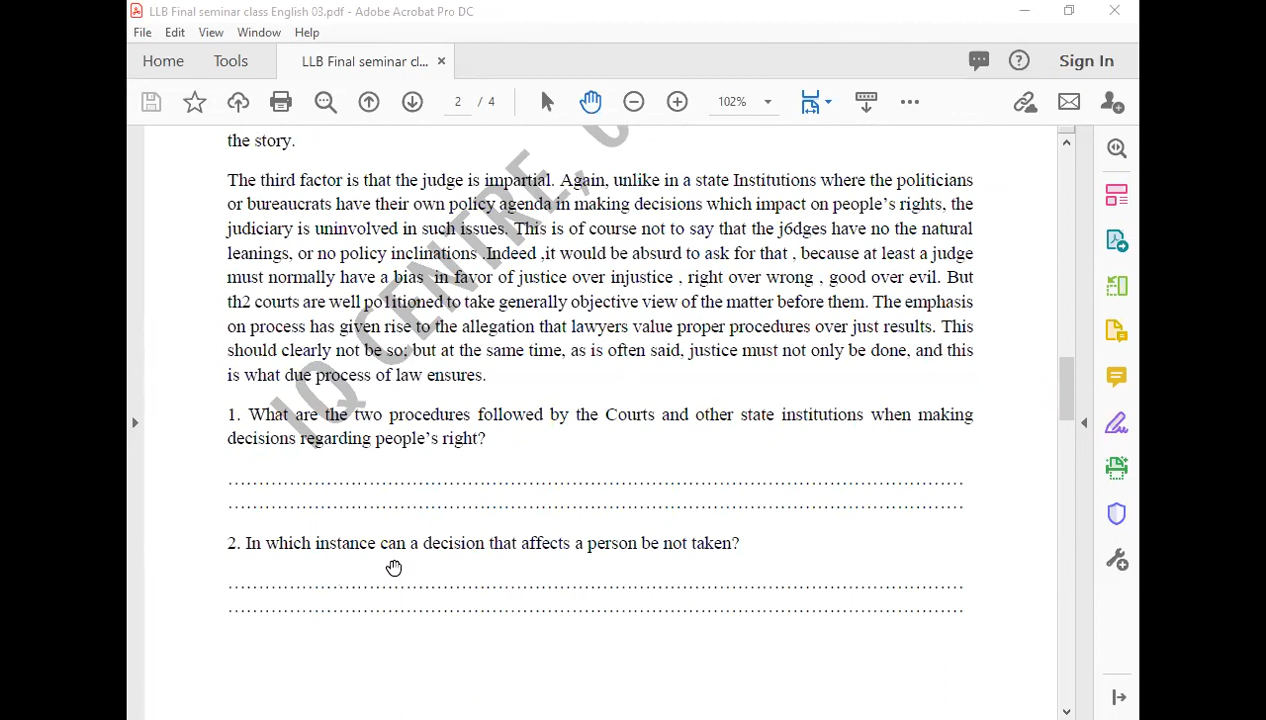 LLB Final seminar class English 03.pdf - Adobe Acrobat Pro DC
File Edit View Window Help
Home Tools LLB Final seminar cl... × Sign In
2 / 4 102%
the story.
The third factor is that the judge is impartial. Again, unlike in a state Institutions where the politicians
or bureaucrats have their own policy agenda in making decisions which impact on people’s rights, the
judiciary is uninvolved in such issues. This is of course not to say that the j6dges have no the natural
leanings, or no policy inclinations Indeed ,it would be absurd to ask for that , because at least a judge
must normally have a bias in favor of justice over injustice , right over wrong , good over evil. But
th2 courts are well po1itioned to take generally objective view of the matter before them. The emphasis
on process has given rise to the allegation that lawyers value proper procedures over just results. This
should clearly not be so; but at the same time, as is often said, justice must not only be done, and this
is what due process of law ensures.
1. What are the two procedures followed by the Courts and other state institutions when making
decisions regarding people’s right?
2. In which instance can a decision that affects a person be not taken?
IQ CENTRE,